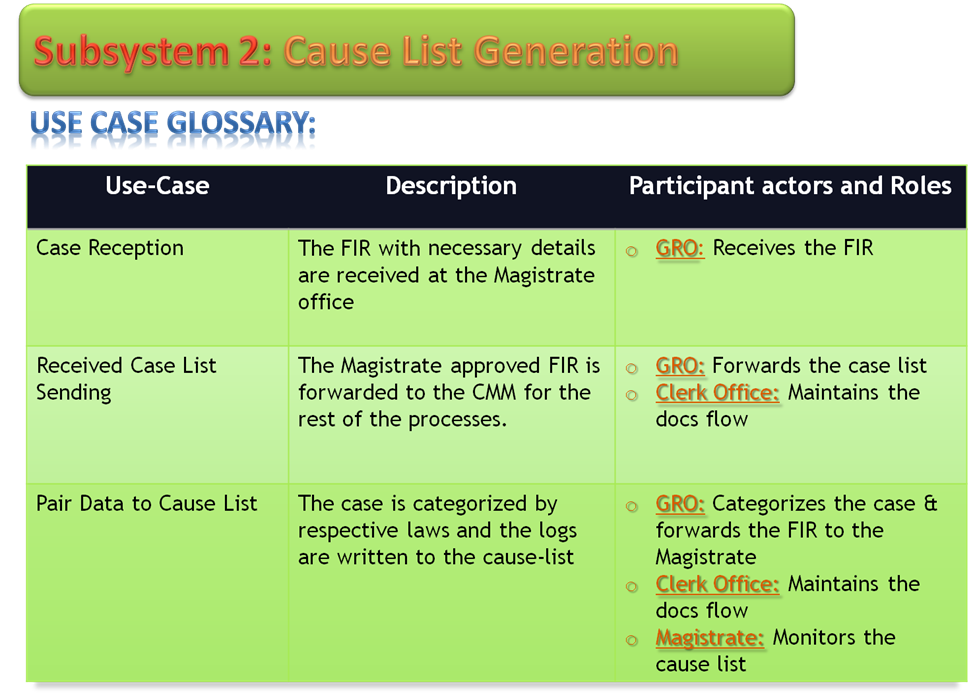 Subsystem 2: Cause List Generation
USE CASE GLOSSARY:
Use-Case
Description
Participant actors and Roles
Case Reception
The FIR with necessary details
are received at the Magistrate
office
GRO: Receives the FIR
Received Case List
Sending
The Magistrate approved FIR is
forwarded to the CMM for the
rest of the processes.
GRO: Forwards the case list
Clerk Office: Maintains the
docs flow
Pair Data to Cause List
The case is categorized by
respective laws and the logs
are written to the cause-list
GRO: Categorizes the case &
forwards the FIR to the
Magistrate
Clerk Office: Maintains the
docs flow
Magistrate: Monitors the
cause list